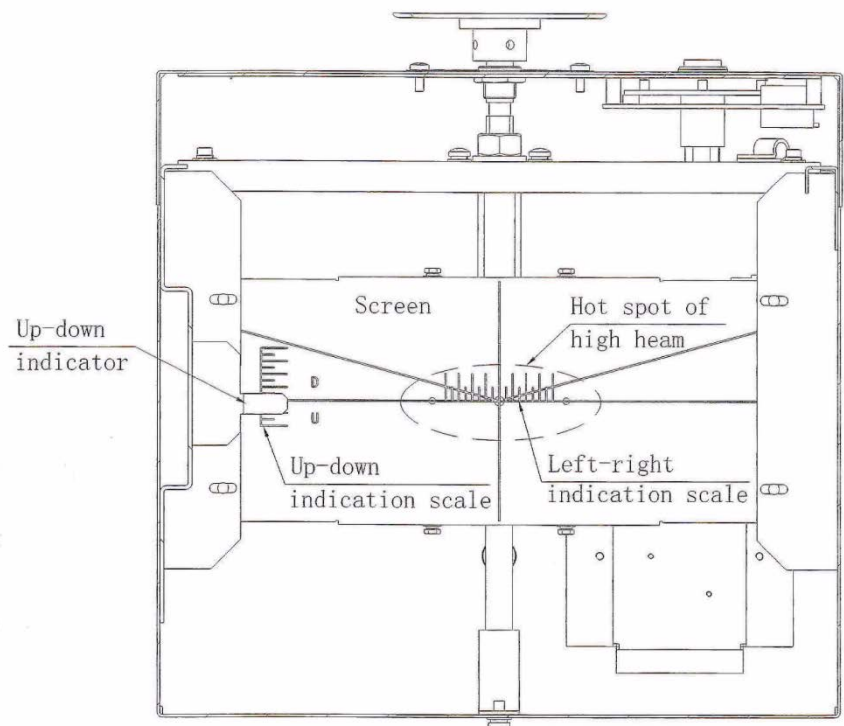 Screen
Hot spot of
high heam
Up-down
indicator
D
U
Up-down
indication scale
Left-right
indication scale